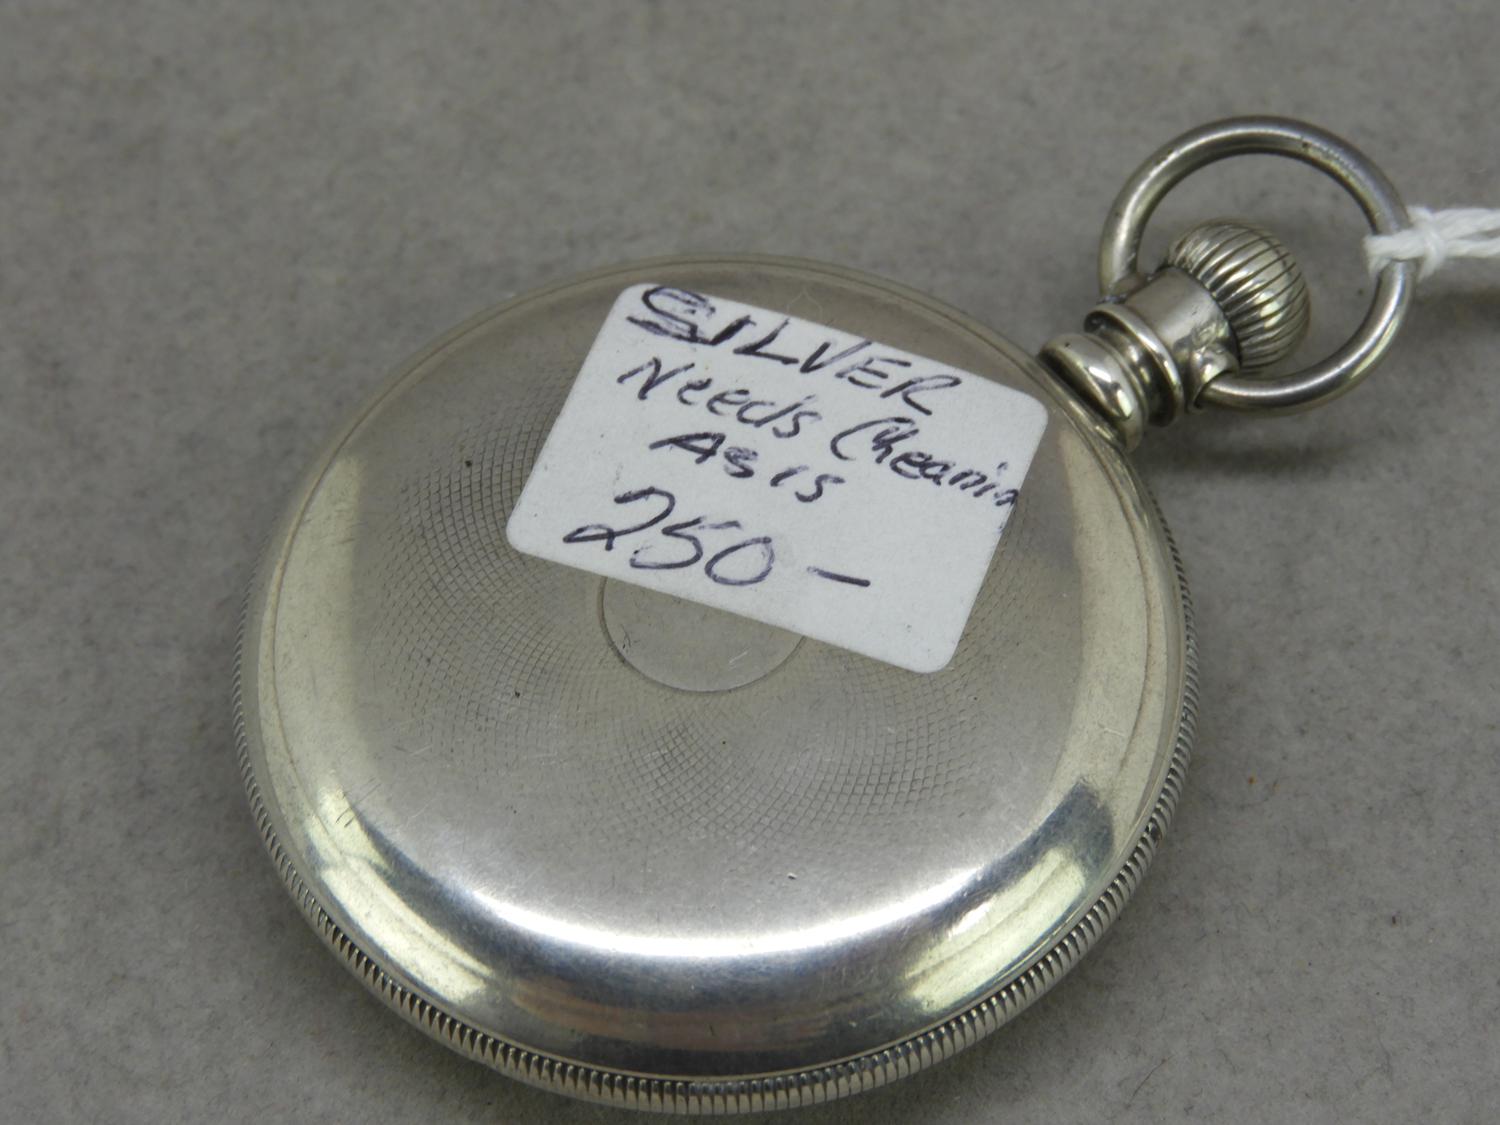 SILVER
Needs Cleaning
AS IS
250-